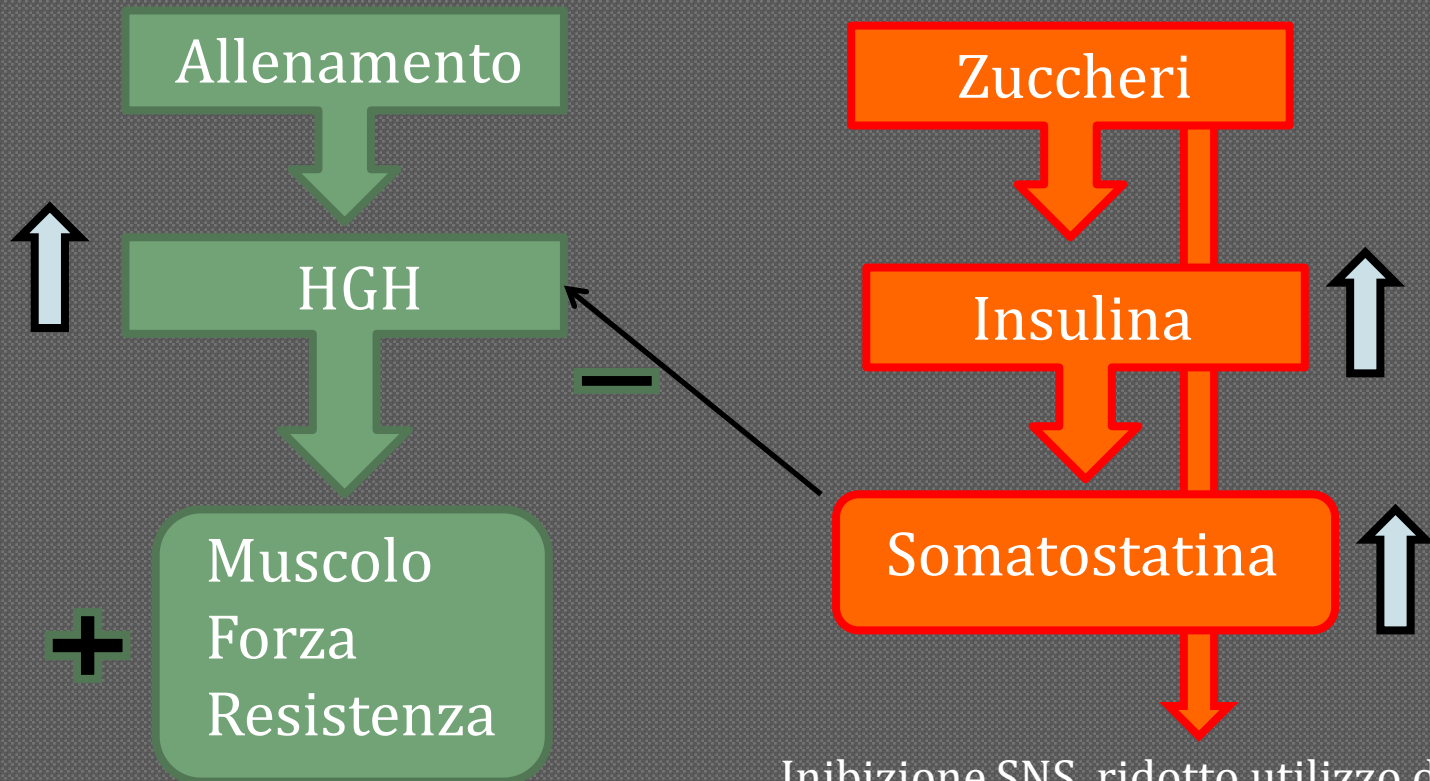 Allenamento
HGH
Muscolo
Forza
Resistenza
Zuccheri
Insulina
Somatostatina
Inibizione SNS, ridotto utilizzo